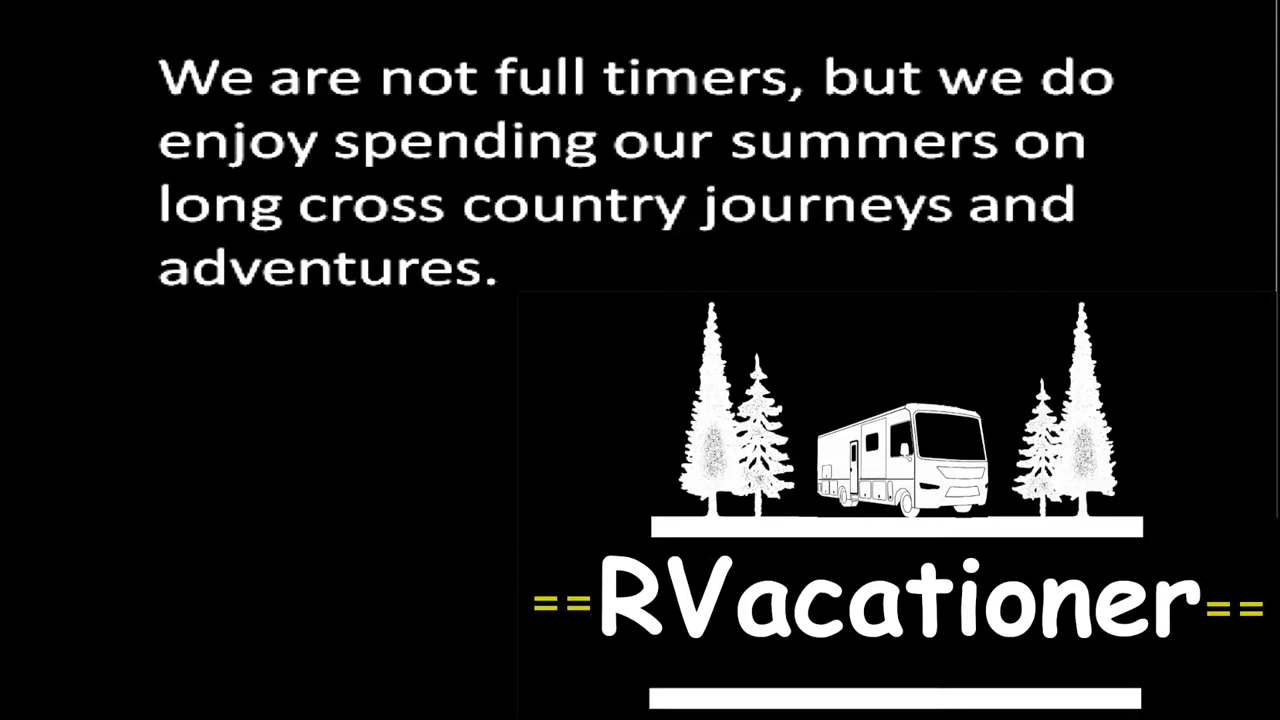 We are not full timers, but we do
enjoy spending our summers on
long cross country journeys and
adventures.
==RVacationer==